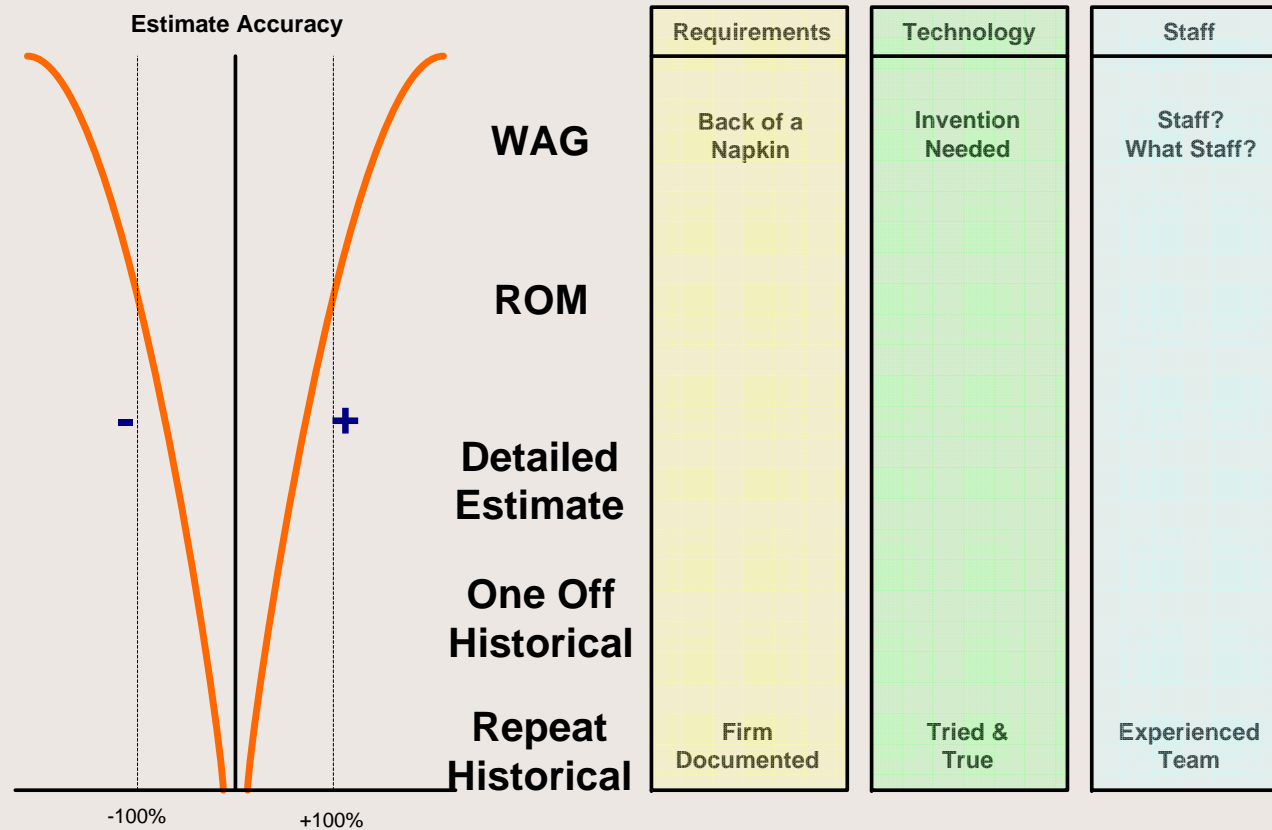 Estimate Accuracy
Requirements
Technology
Staff
WAG
Back of a
Napkin
Invention
Needed
Staff?
What Staff?
ROM
-
+
Detailed
Estimate
One Off
Historical
Repeat
Historical
Firm
Documented
Tried &
True
Experienced
Team
-100%
+100%